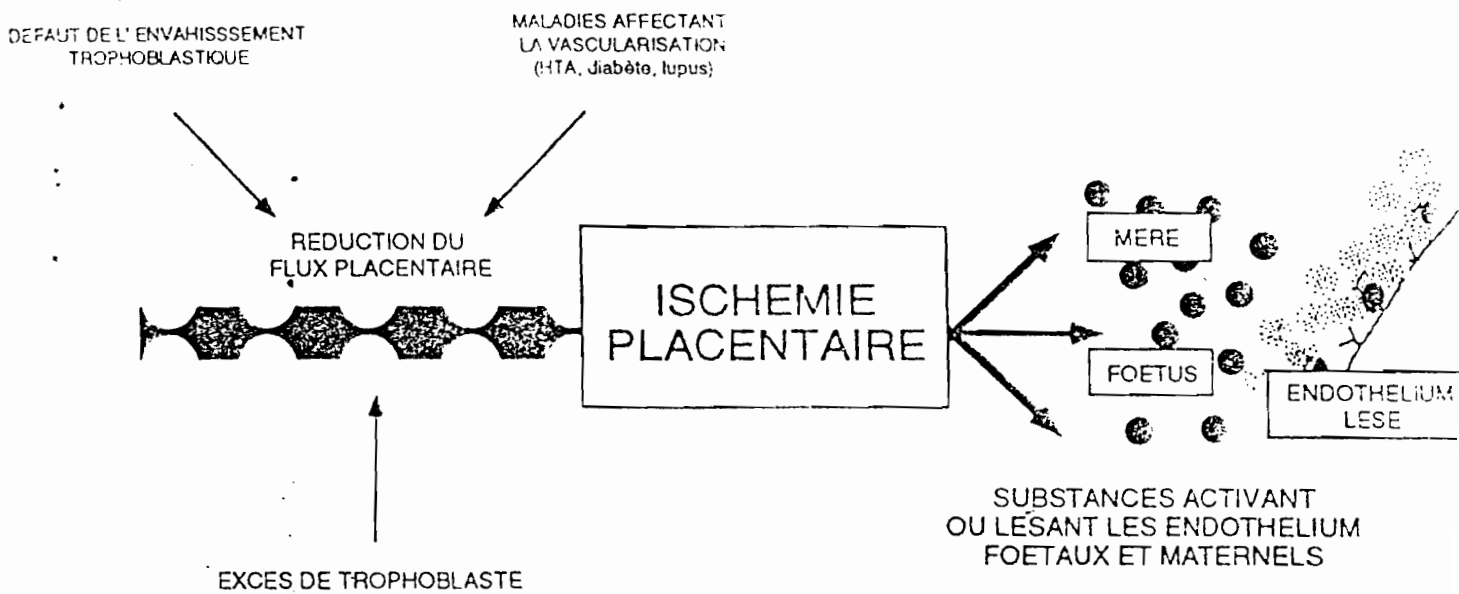 DEFAUT DE L' ENVAHISSSEMENT
TROPHOBLASTIQUE
MALADIES AFFECTANT
LA VASCULARISATION
(HTA, diabète, lupus)
REDUCTION DU
FLUX PLACENTAIRE
ISCHEMIE
PLACENTAIRE
MERE
FOETUS
ENDOTHELIUM
LESE
SUBSTANCES ACTIVANT
OU LESANT LES ENDOTHELIUM
FOETAUX ET MATERNELS
EXCES DE TROPHOBLASTE